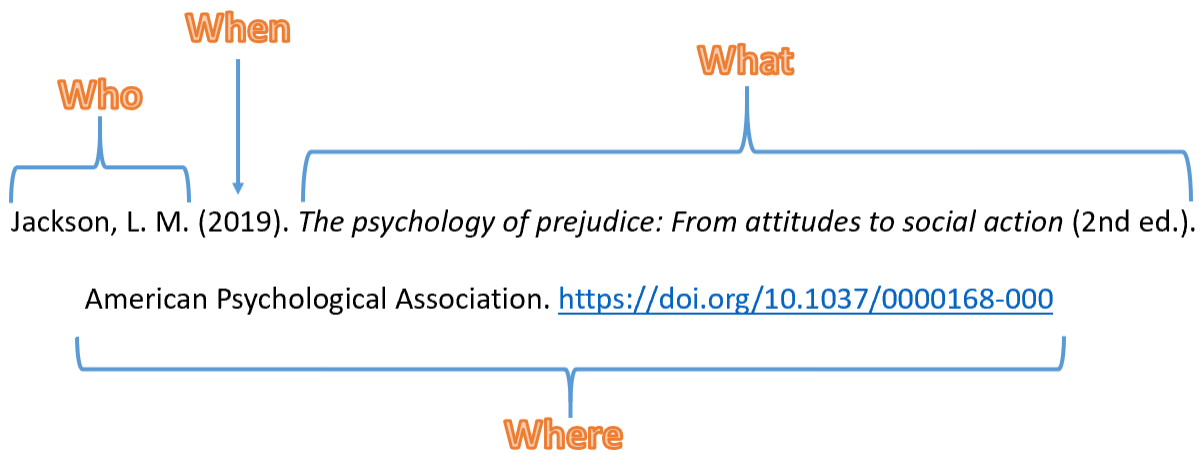 When
What
Who
Jackson, L. M. (2019). The psychology of prejudice: From attitudes to social action (2nd ed.).
American Psychological Association. https://doi.org/10.1037/0000168-000
Where